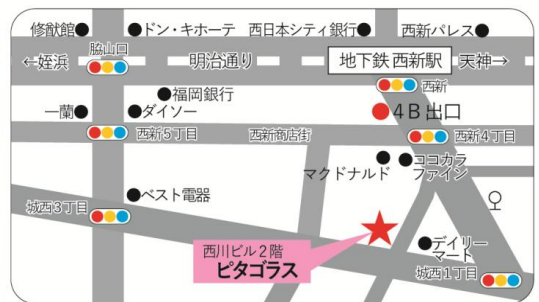 修猷館
ドン・キホーテ
西日本シティ銀行
西新パレス
脇山口
←姪浜
明治通り
地下鉄 西新駅
天神→
西新
福岡銀行
一蘭
ダイソー
4B出口
西新5丁目
西新商店街
西新4丁目
マクドナルド
ココカラ
ファイン
ベスト電器
城西3丁目
デイリー
マート
西川ビル2階
ピタゴラス
城西1丁目